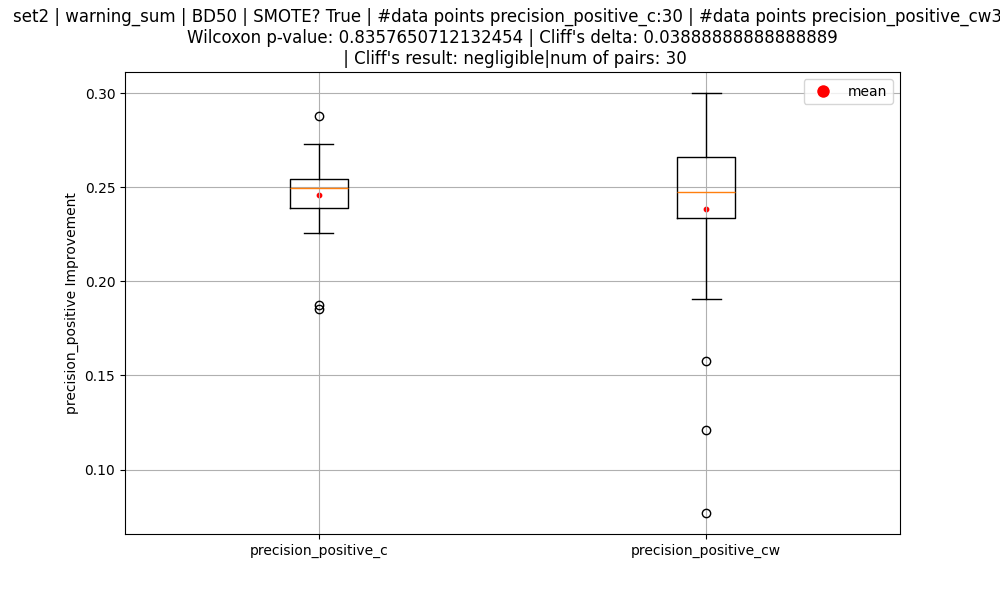 set2 | warning_sum | BD50 | SMOTE? True | #data points precision_positive_c:30 | #data points precision_positive_cw3
Wilcoxon p-value: 0.8357650712132454 | Cliff's delta: 0.03888888888888889
| Cliff's result: negligible|num of pairs: 30
mean
0.30
0.25
0.20
0.15
0.10
precision_positive Improvement
precision_positive_c
precision_positive_cw